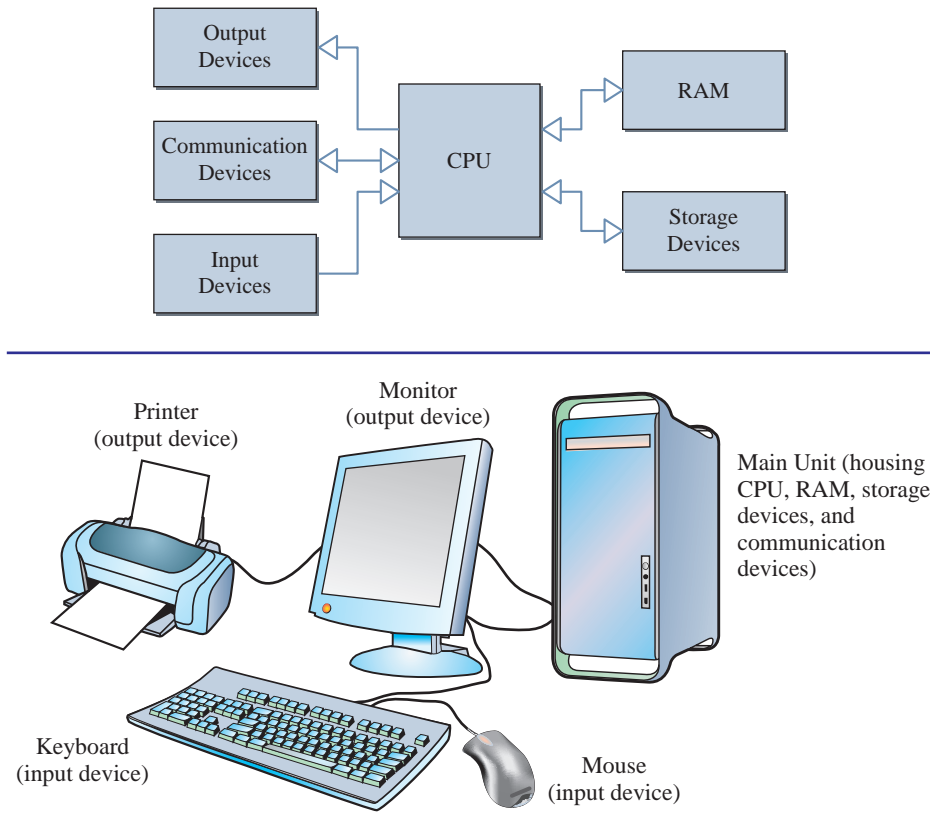 Output
Devices
RAM
Communication
Devices
CPU
Storage
Devices
Input
Devices
Monitor
(output device)
Printer
(output device)
Main Unit (housing
CPU, RAM, storage
devices, and
communication
devices)
Keyboard
(input device)
Mouse
(input device)